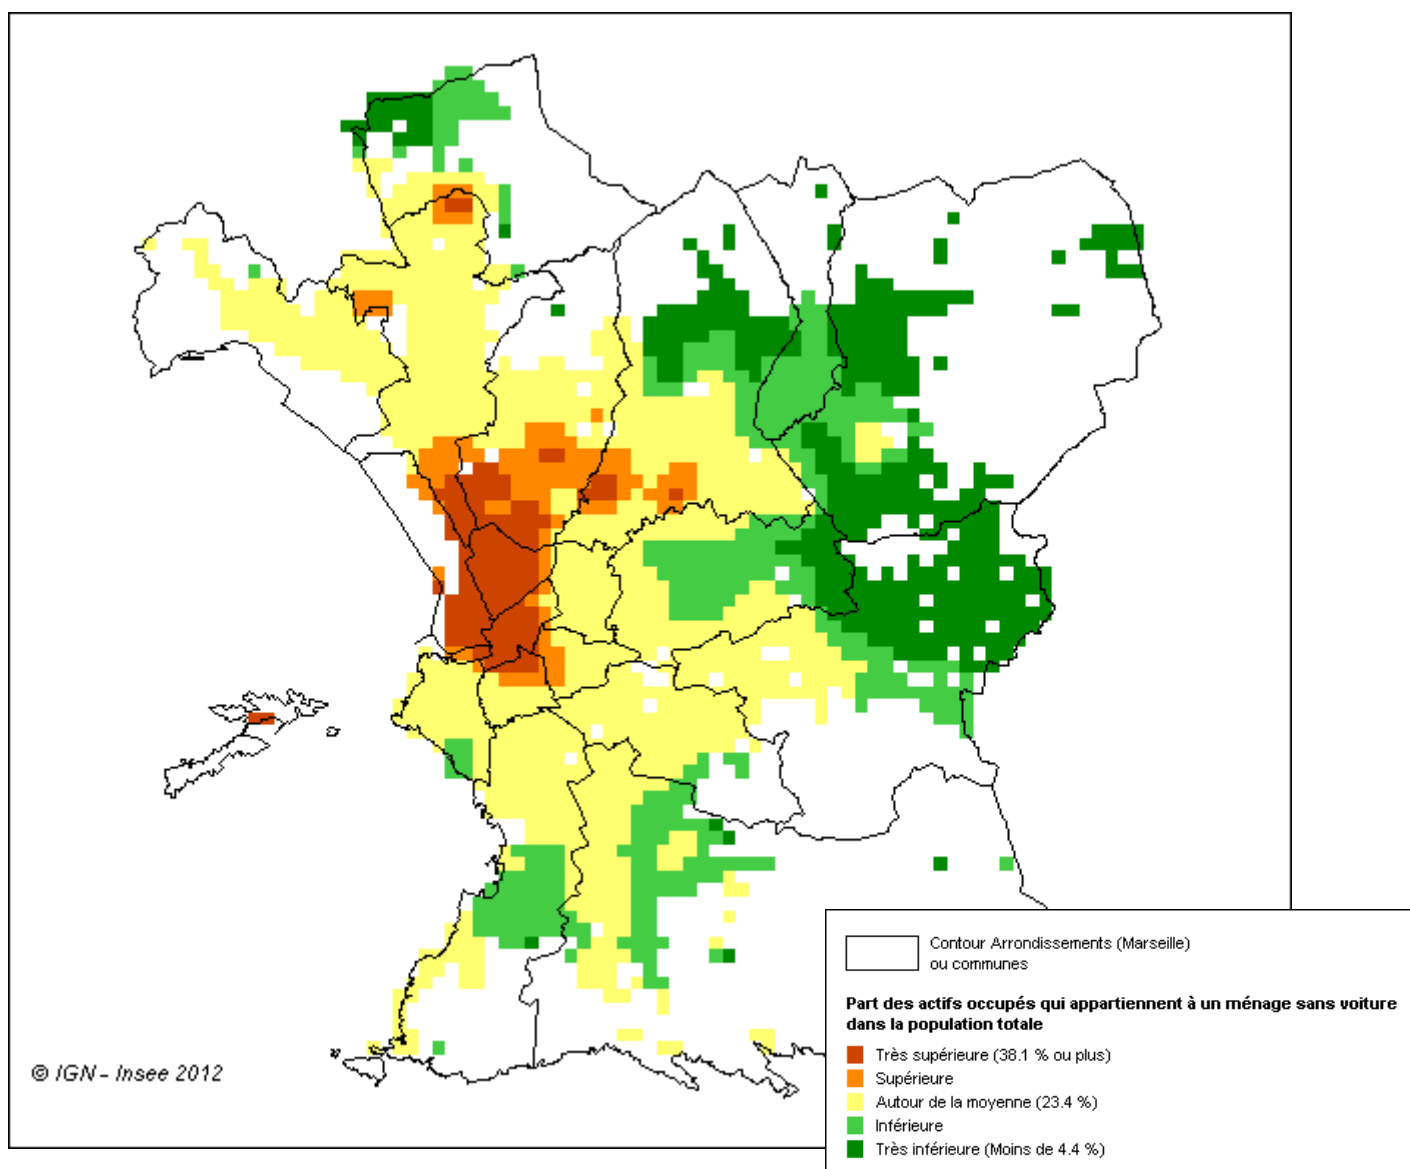 Contour Arrondissements (Marseille)
ou communes
Part des actifs occupés qui appartiennent à un ménage sans voiture
dans la population totale
Très supérieure (38.1 % ou plus)
Supérieure
Autour de la moyenne (23.4 %)
Inférieure
Très inférieure (Moins de 4.4 %)
© IGN - Insee 2012